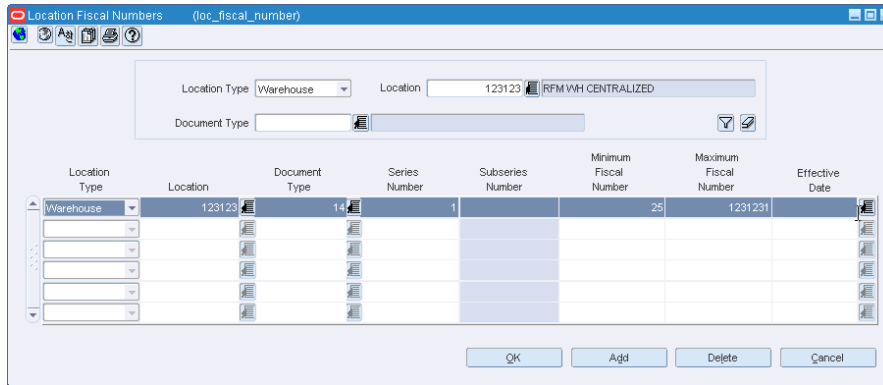 Location Fiscal Numbers (loc_fiscal_number)
Location Type Warehouse Location 123123 RFM WH CENTRALIZED
Document Type
Location Type Location Document Type Series Number Subseries Number Minimum Fiscal Number Maximum Fiscal Number Effective Date
Warehouse 123123 14 1 25 1231231
OK Add Delete Cancel